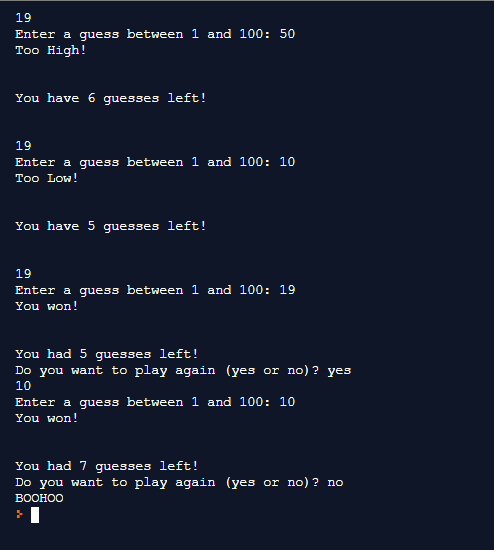 19
Enter a guess between 1 and 100: 50
Too High!
You have 6 guesses left!
19
Enter a guess between 1 and 100: 10
Too Low!
You have 5 guesses left!
19
Enter a guess between 1 and 100: 19
You won!
You had 5 guesses left!
Do you want to play again (yes or no)? yes
10
Enter a guess between 1 and 100: 10
You won!
You had 7 guesses left!
Do you want to play again (yes or no)? no
BOOHOO
>